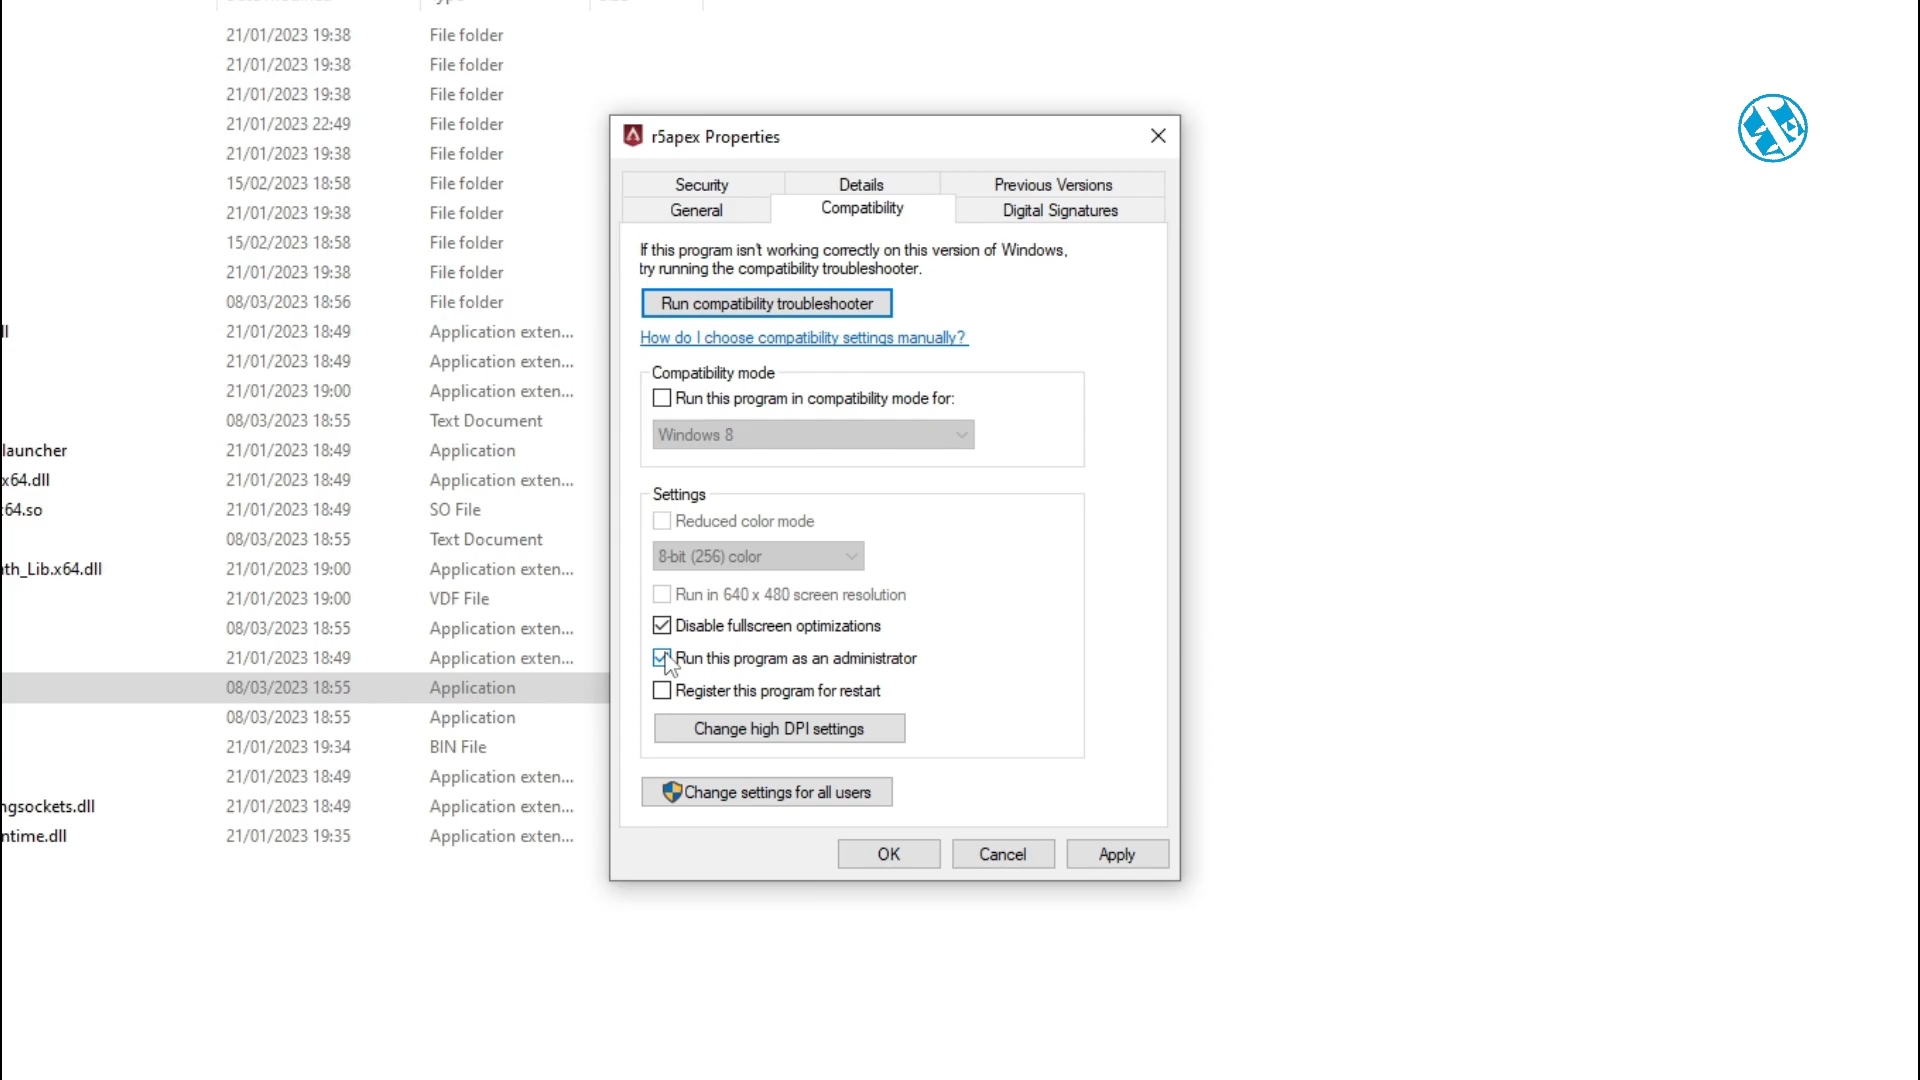 21/01/2023 19:38 File folder
21/01/2023 19:38 File folder
21/01/2023 19:38 File folder
21/01/2023 22:49 File folder
21/01/2023 19:38 File folder
15/02/2023 18:58 File folder
21/01/2023 19:38 File folder
15/02/2023 18:58 File folder
21/01/2023 19:38 File folder
08/03/2023 18:56 File folder
ll 21/01/2023 18:49 Application exten...
21/01/2023 18:49 Application exten...
21/01/2023 19:00 Application exten...
08/03/2023 18:55 Text Document
launcher 21/01/2023 18:49 Application
x64.dll 21/01/2023 18:49 Application exten...
64.so 21/01/2023 18:49 SO File
08/03/2023 18:55 Text Document
th_Lib.x64.dll 21/01/2023 19:00 Application exten...
21/01/2023 19:00 VDF File
08/03/2023 18:55 Application exten...
21/01/2023 18:49 Application exten...
08/03/2023 18:55 Application
08/03/2023 18:55 Application
21/01/2023 19:34 BIN File
21/01/2023 18:49 Application exten...
ngsockets.dll 21/01/2023 18:49 Application exten...
ntime.dll 21/01/2023 19:35 Application exten...
r5apex Properties
Security Details Previous Versions
General Compatibility Digital Signatures
If this program isn't working correctly on this version of Windows,
try running the compatibility troubleshooter.
Run compatibility troubleshooter
How do I choose compatibility settings manually?
Compatibility mode
Run this program in compatibility mode for:
Windows 8
Settings
Reduced color mode
8-bit (256) color
Run in 640 x 480 screen resolution
Disable fullscreen optimizations
Run this program as an administrator
Register this program for restart
Change high DPI settings
Change settings for all users
OK Cancel Apply